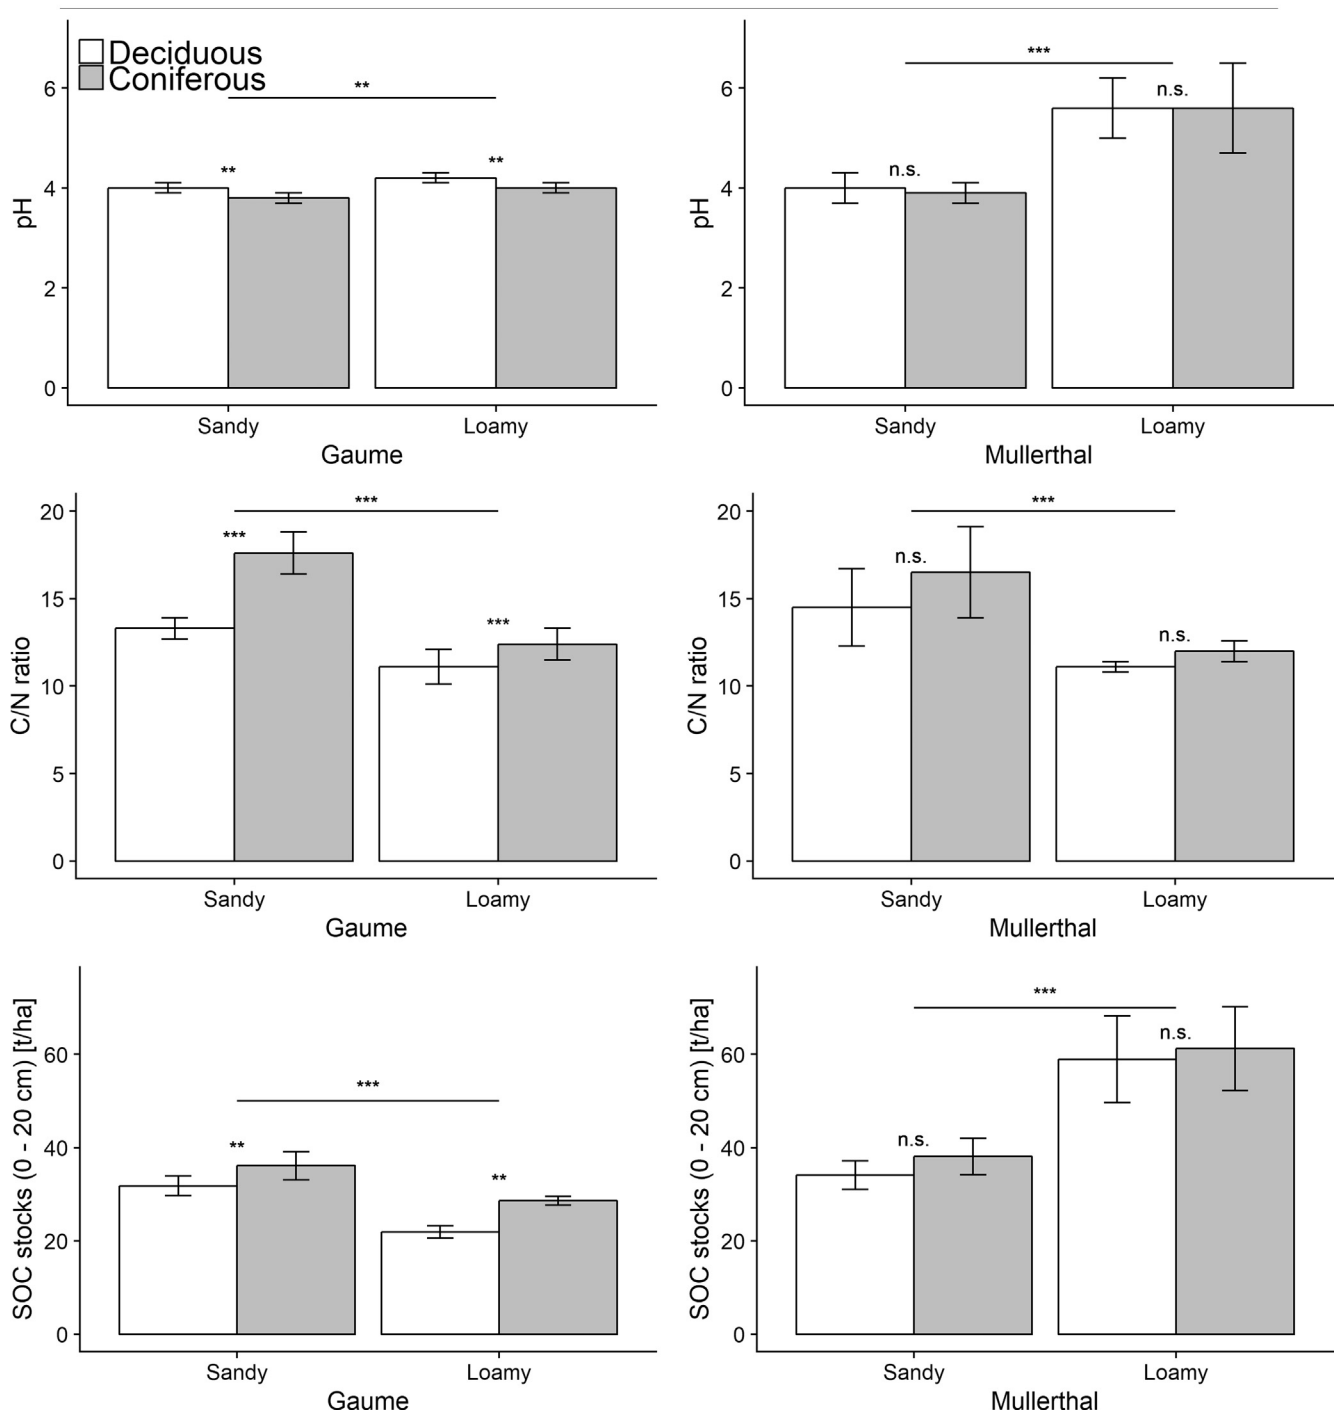 Deciduous
Coniferous
pH
6
4
2
0
**
**
**
Sandy
Loamy
Gaume
pH
6
4
2
0
***
n.s.
n.s.
Sandy
Loamy
Mullerthal
C/N ratio
20
15
10
5
0
***
***
***
Sandy
Loamy
Gaume
C/N ratio
20
15
10
5
0
***
n.s.
n.s.
Sandy
Loamy
Mullerthal
SOC stocks (0 - 20 cm) [t/ha]
60
40
20
0
***
**
**
Sandy
Loamy
Gaume
SOC stocks (0 - 20 cm) [t/ha]
60
40
20
0
***
n.s.
n.s.
Sandy
Loamy
Mullerthal